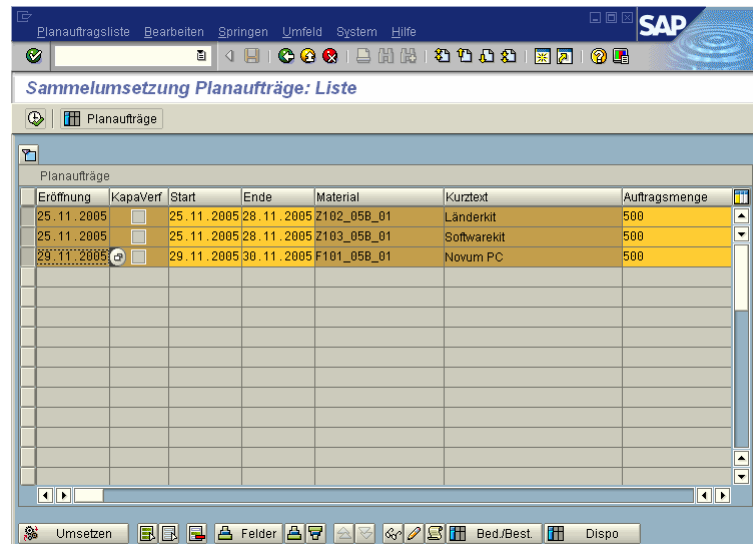 Planauftragsliste Bearbeiten Springen Umfeld System Hilfe
SAP
Sammelumsetzung Planaufträge: Liste
Planaufträge
Planaufträge
Eröffnung KapaVerf Start Ende Material Kurztext Auftragsmenge
25.11.2005 25.11.2005 28.11.2005 Z102_05B_01 Länderkit 500
25.11.2005 25.11.2005 28.11.2005 Z103_05B_01 Softwarekit 500
29.11.2005 29.11.2005 30.11.2005 F101_05B_01 Novum PC 500
Umsetzen Felder Bed./Best. Dispo